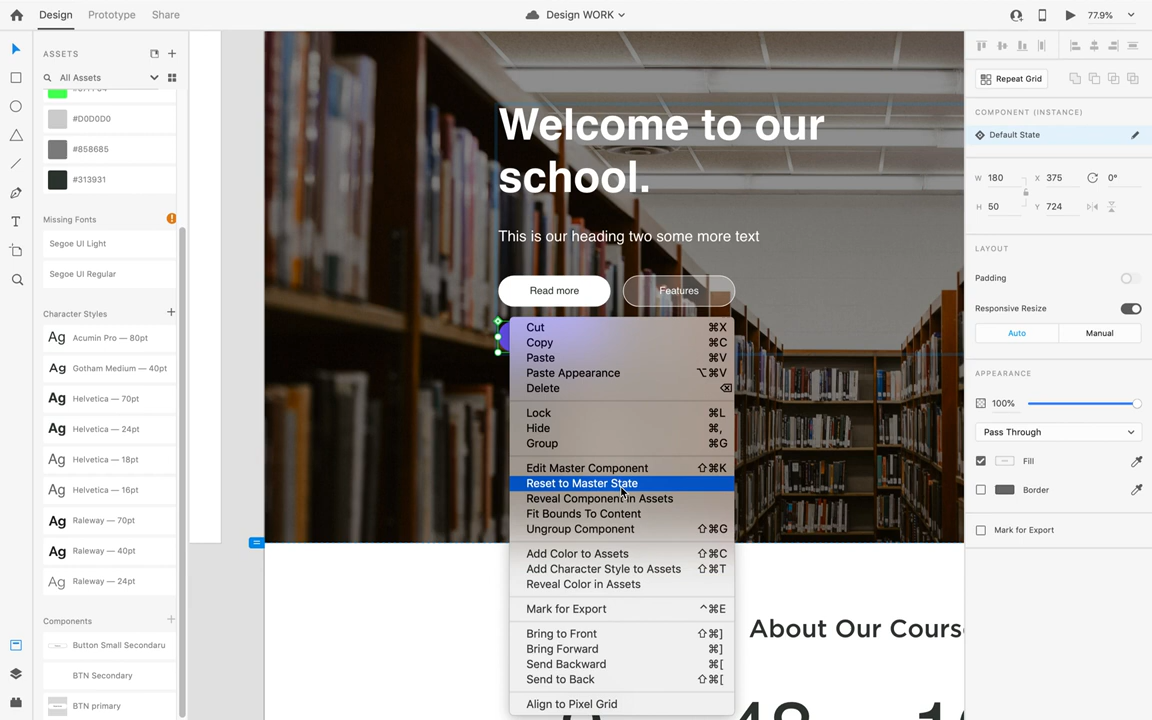 Design
Prototype
Share
Design WORK
77.9%
ASSETS
All Assets
#D0D0D0
#858685
#313931
Missing Fonts
Segoe UI Light
Segoe UI Regular
Character Styles
Ag Acumin Pro — 80pt
Ag Gotham Medium — 40pt
Ag Helvetica — 70pt
Ag Helvetica — 24pt
Ag Helvetica — 18pt
Ag Helvetica — 16pt
Ag Raleway — 70pt
Ag Raleway — 40pt
Ag Raleway — 24pt
Components
Button Small Secondaru
BTN Secondary
BTN primary
Welcome to our
school.
This is our heading two some more text
Read more
Features
Cut ⌘X
Copy ⌘C
Paste ⌘V
Paste Appearance ⌥⌘V
Delete ⌫
Lock ⌘L
Hide ⌘,
Group ⌘G
Edit Master Component ⇧⌘K
Reset to Master State
Reveal Component in Assets
Fit Bounds To Content
Ungroup Component ⇧⌘G
Add Color to Assets ⇧⌘C
Add Character Style to Assets ⇧⌘T
Reveal Color in Assets
Mark for Export ^⌘E
Bring to Front ⇧⌘]
Bring Forward ⌘]
Send Backward ⌘[
Send to Back ⇧⌘[
Align to Pixel Grid
About Our Cours
Repeat Grid
COMPONENT (INSTANCE)
Default State
W 180 X 375 0°
H 50 Y 724
LAYOUT
Padding
Responsive Resize
Auto
Manual
APPEARANCE
100%
Pass Through
Fill
Border
Mark for Export